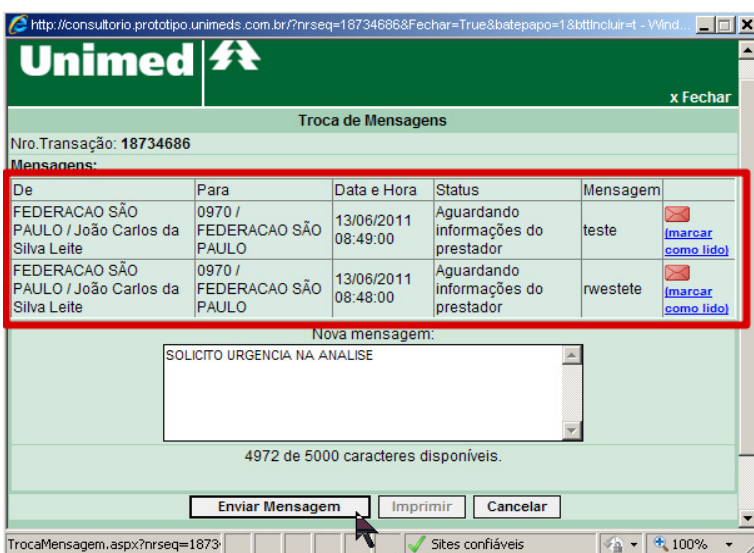 http://consultorio.prototipo.unimeds.com.br/?nrseq=18734686&Fechar=True&batepapo=1&bttIncluir=t - Wind...
Unimed
x Fechar
Troca de Mensagens
Nro.Transação: 18734686
Mensagens:
De Para Data e Hora Status Mensagem
FEDERACAO SÃO PAULO / João Carlos da Silva Leite 0970 / FEDERACAO SÃO PAULO 13/06/2011 08:49:00 Aguardando informações do prestador teste (marcar como lido)
FEDERACAO SÃO PAULO / João Carlos da Silva Leite 0970 / FEDERACAO SÃO PAULO 13/06/2011 08:48:00 Aguardando informações do prestador rwestete (marcar como lido)
Nova mensagem:
SOLICITO URGENCIA NA ANALISE
4972 de 5000 caracteres disponíveis.
Enviar Mensagem Imprimir Cancelar
TrocaMensagem.aspx?nrseq=1873 Sites confiáveis 100%